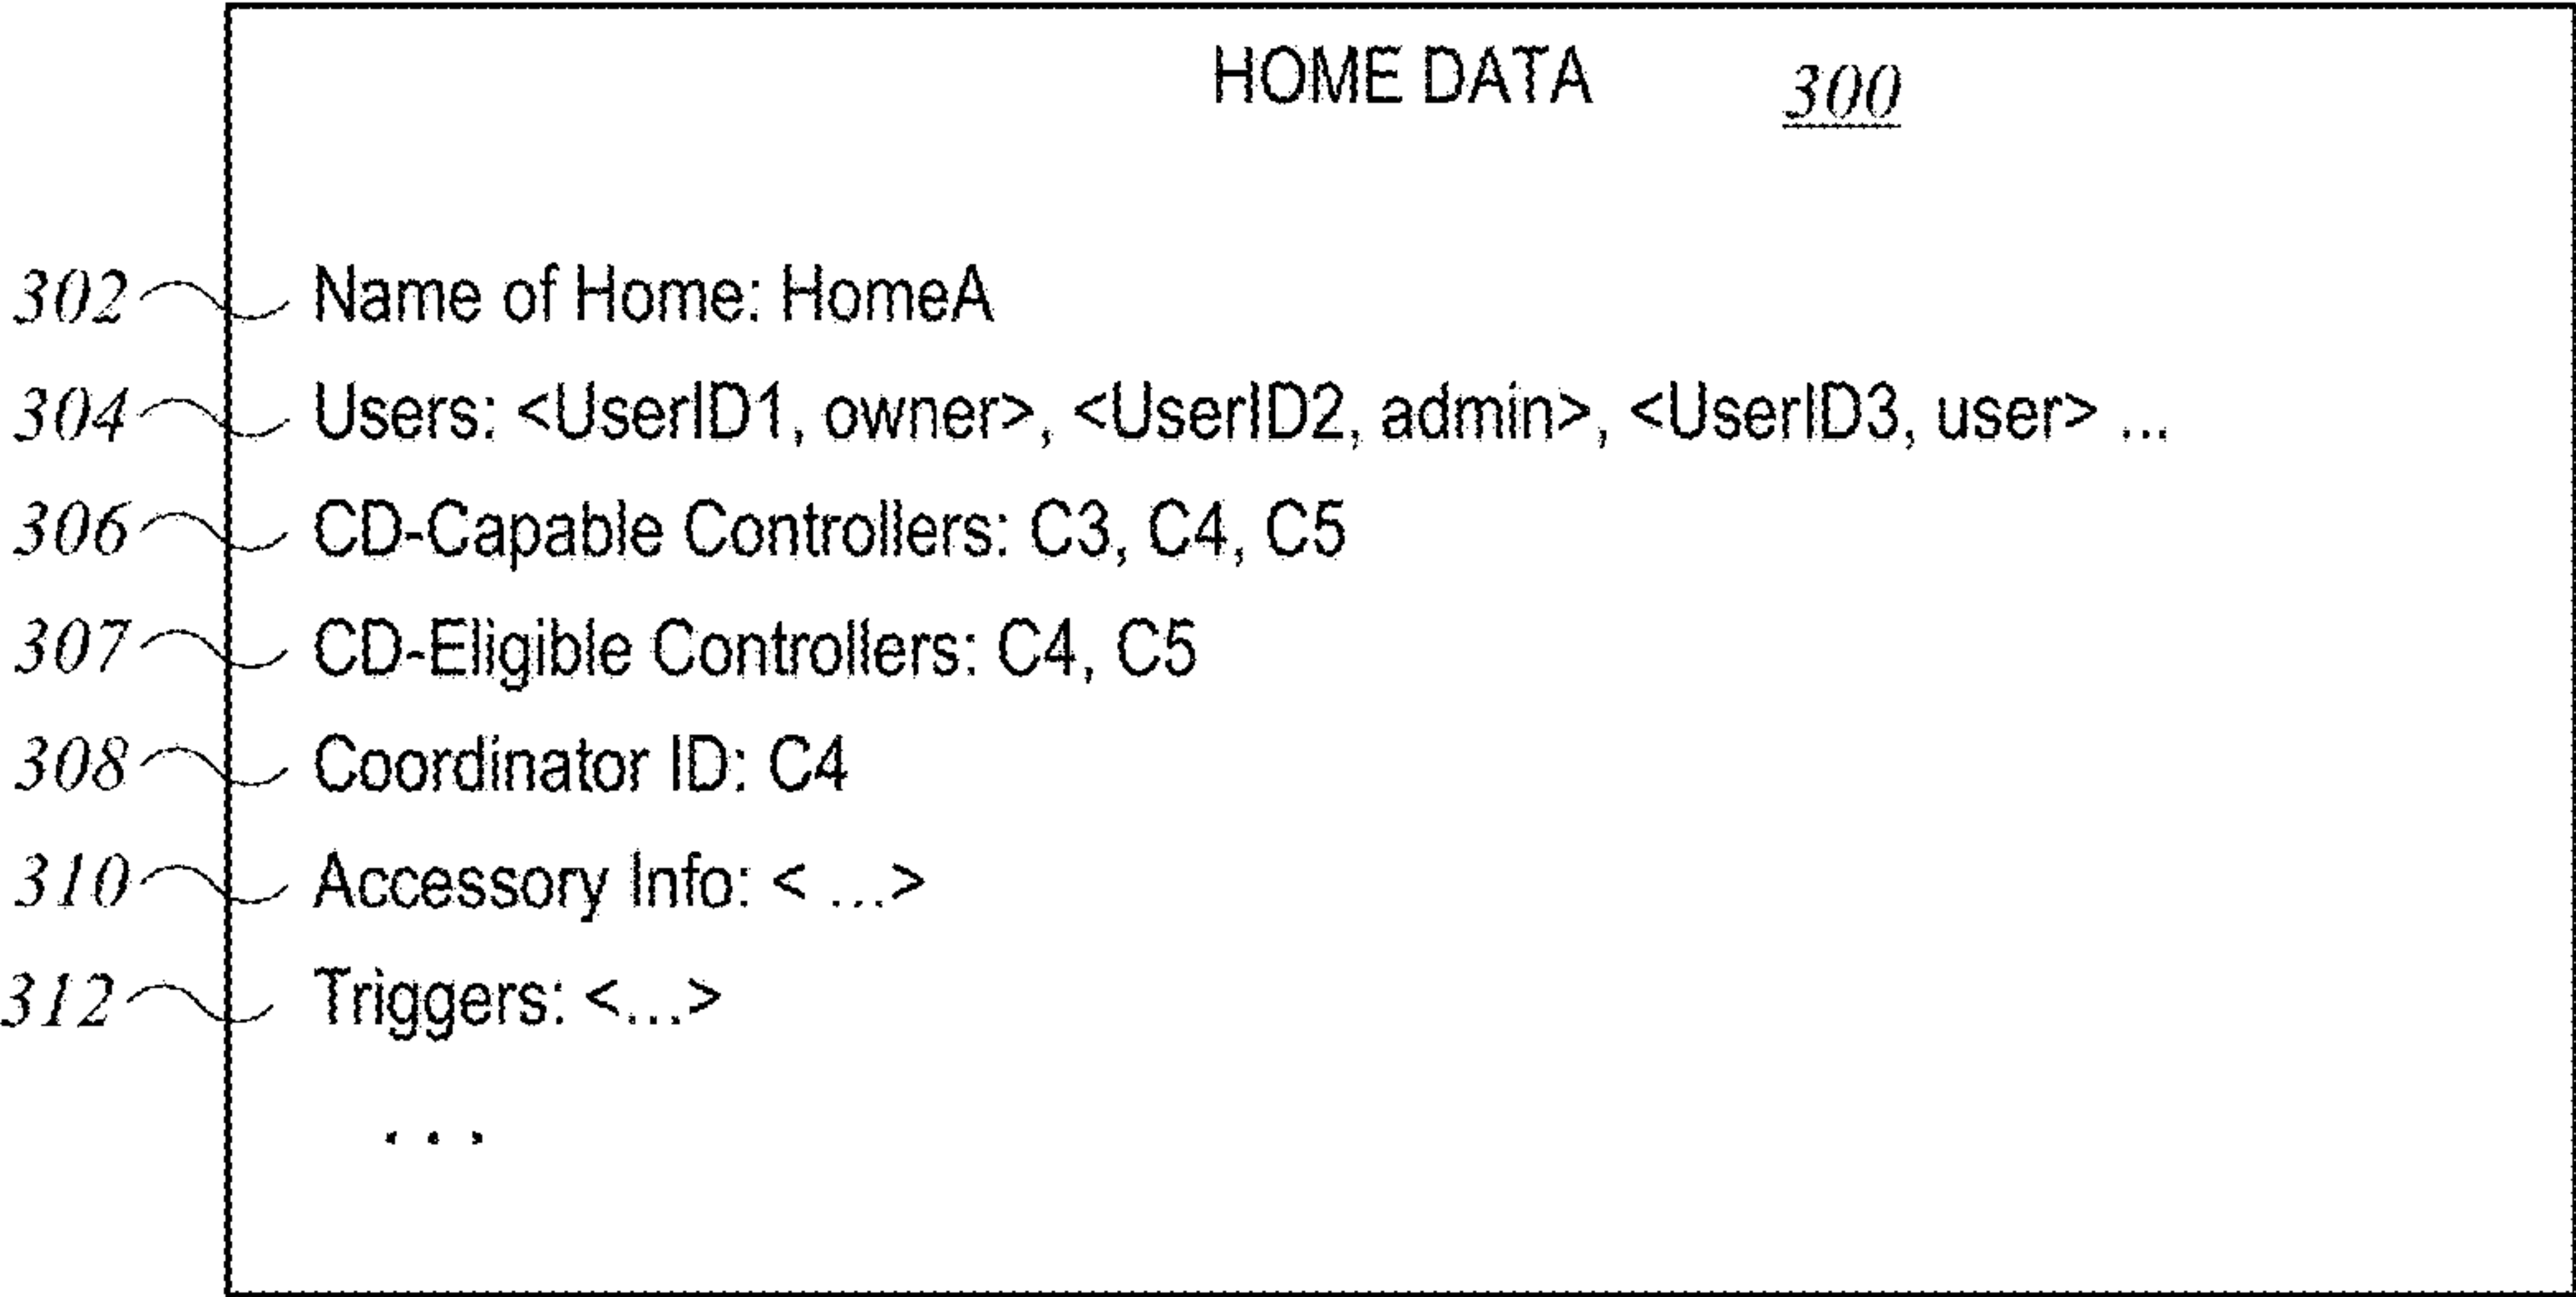 HOME DATA 300
302 Name of Home: HomeA
304 Users: <UserID1, owner>, <UserID2, admin>, <UserID3, user> ...
306 CD-Capable Controllers: C3, C4, C5
307 CD-Eligible Controllers: C4, C5
308 Coordinator ID: C4
310 Accessory Info: < ...>
312 Triggers: <...>
. . .